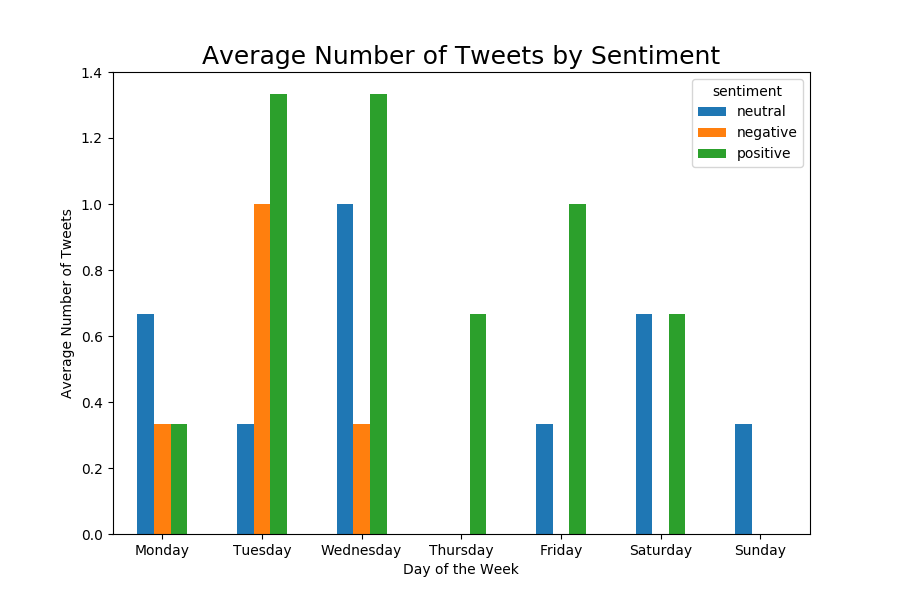 Average Number of Tweets by Sentiment
1.4
1.2
1.0
0.8
0.6
0.4
0.2
0.0
Average Number of Tweets
sentiment
neutral
negative
positive
Monday Tuesday Wednesday Thursday Friday Saturday Sunday
Day of the Week